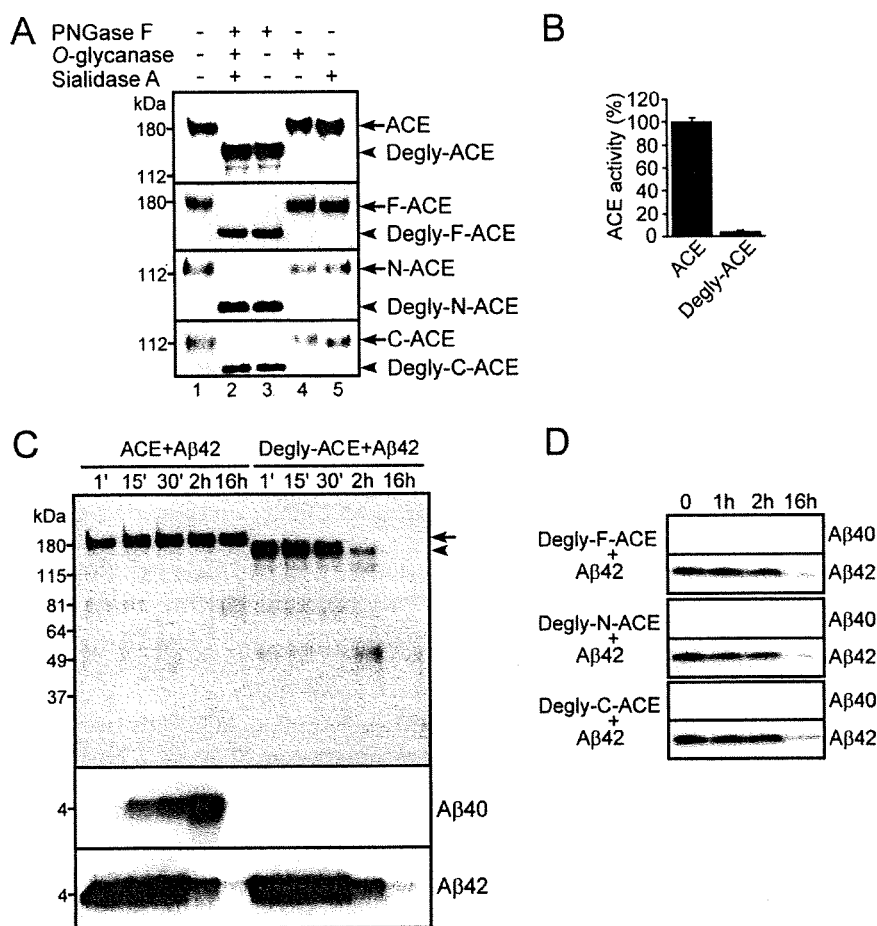 A
PNGase F - + + - -
O-glycanase - + - + -
Sialidase A - + - - +
kDa
180
112
ACE
Degly-ACE
180
F-ACE
Degly-F-ACE
112
N-ACE
Degly-N-ACE
112
C-ACE
Degly-C-ACE
1 2 3 4 5
B
ACE activity (%)
120
100
80
60
40
20
0
ACE
Degly-ACE
C
ACE+Aβ42 Degly-ACE+Aβ42
1' 15' 30' 2h 16h 1' 15' 30' 2h 16h
kDa
180
115
81
64
49
37
4
Aβ40
4
Aβ42
D
0 1h 2h 16h
Degly-F-ACE
+
Aβ42
Aβ40
Aβ42
Degly-N-ACE
+
Aβ42
Aβ40
Aβ42
Degly-C-ACE
+
Aβ42
Aβ40
Aβ42